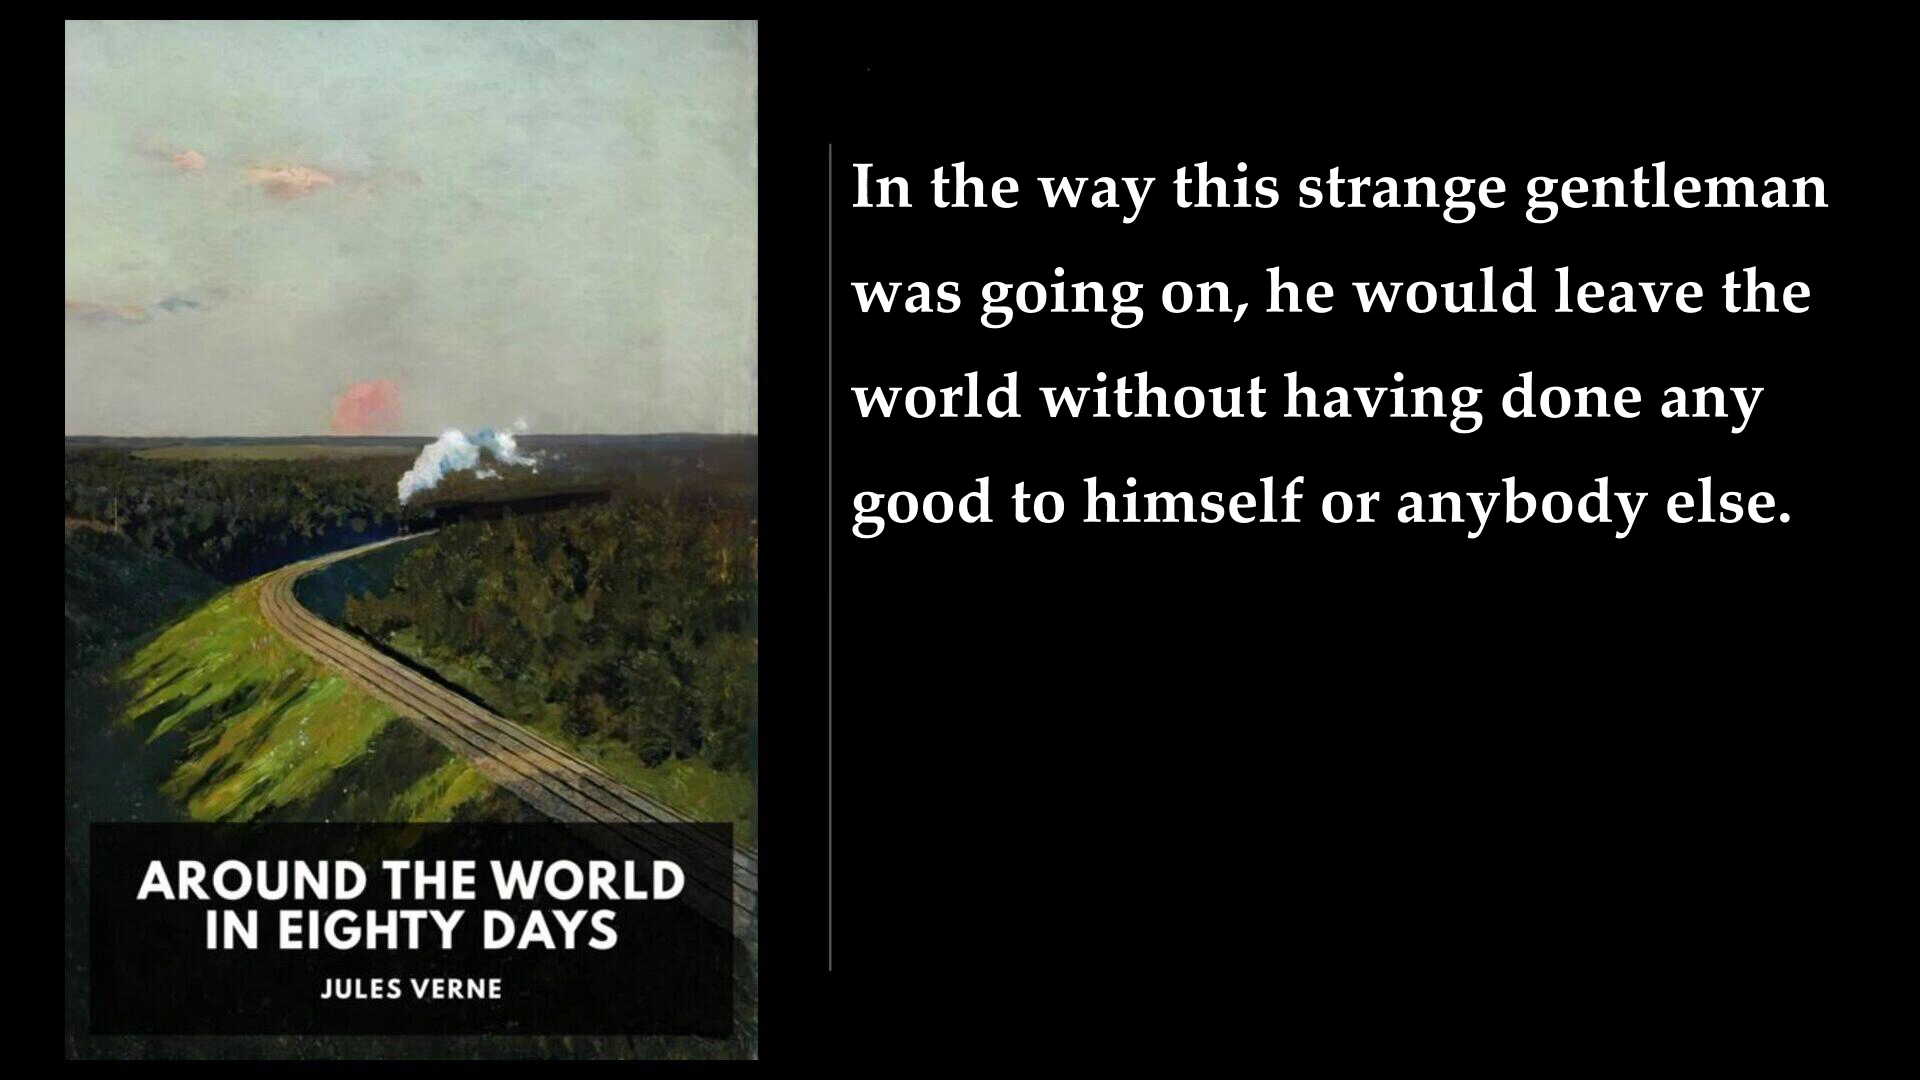 In the way this strange gentleman
was going on, he would leave the
world without having done any
good to himself or anybody else.
AROUND THE WORLD
IN EIGHTY DAYS
JULES VERNE